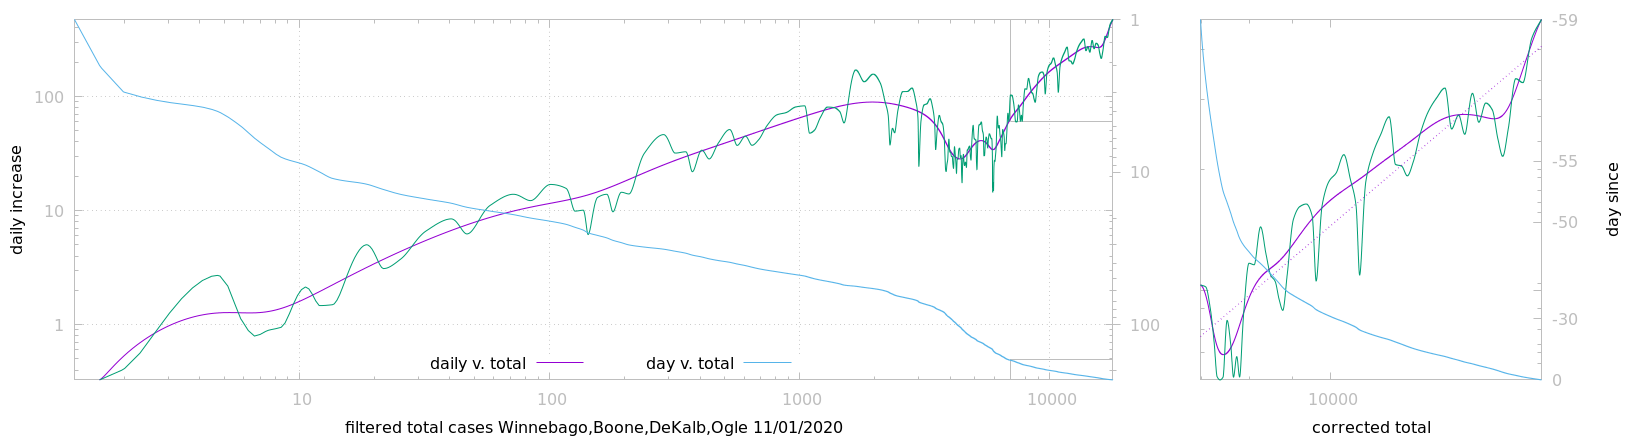 daily increase
100
10
1
daily v. total
day v. total
10 100 1000 10000
filtered total cases Winnebago,Boone,DeKalb,Ogle 11/01/2020
1
10
100
-59
-55
-50
-30
0
day since
10000
corrected total